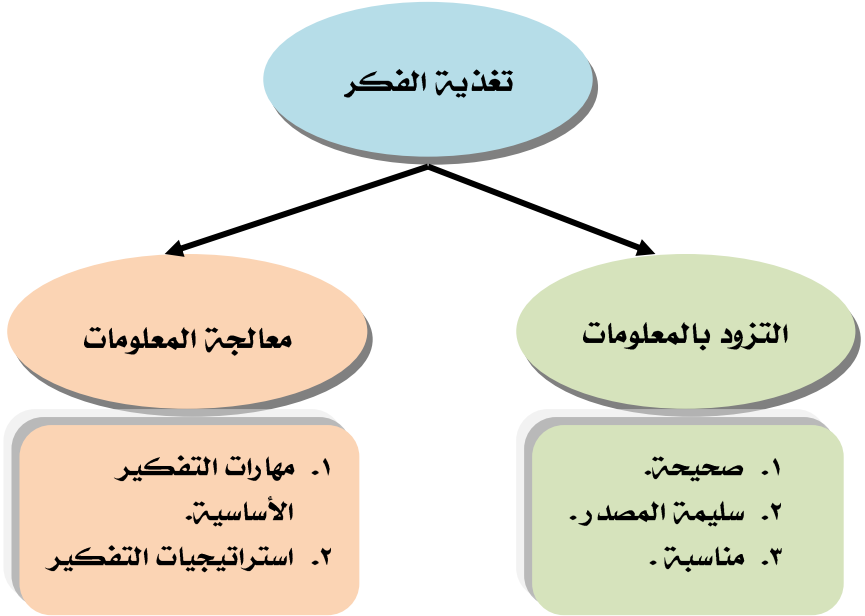 تغذية الفكر
التزود بالمعلومات
١. صحيحة.
٢. سليمة المصدر.
٣. مناسبة .
معالجة المعلومات
١. مهارات التفكير
الأساسية.
٢. استراتيجيات التفكير